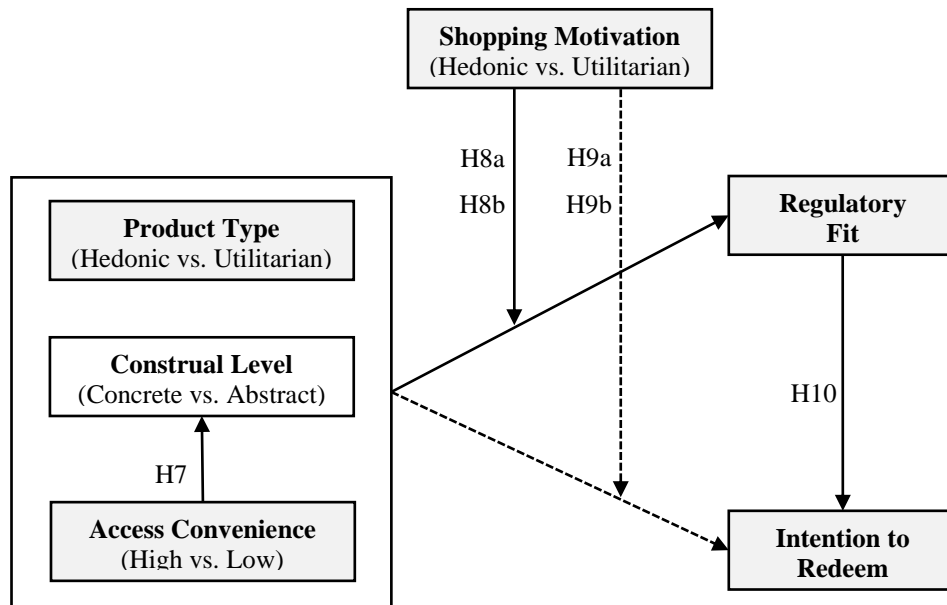 Shopping Motivation
(Hedonic vs. Utilitarian)
H8a
H9a
H8b
H9b
Product Type
(Hedonic vs. Utilitarian)
Regulatory
Fit
Construal Level
(Concrete vs. Abstract)
H10
H7
Access Convenience
(High vs. Low)
Intention to
Redeem